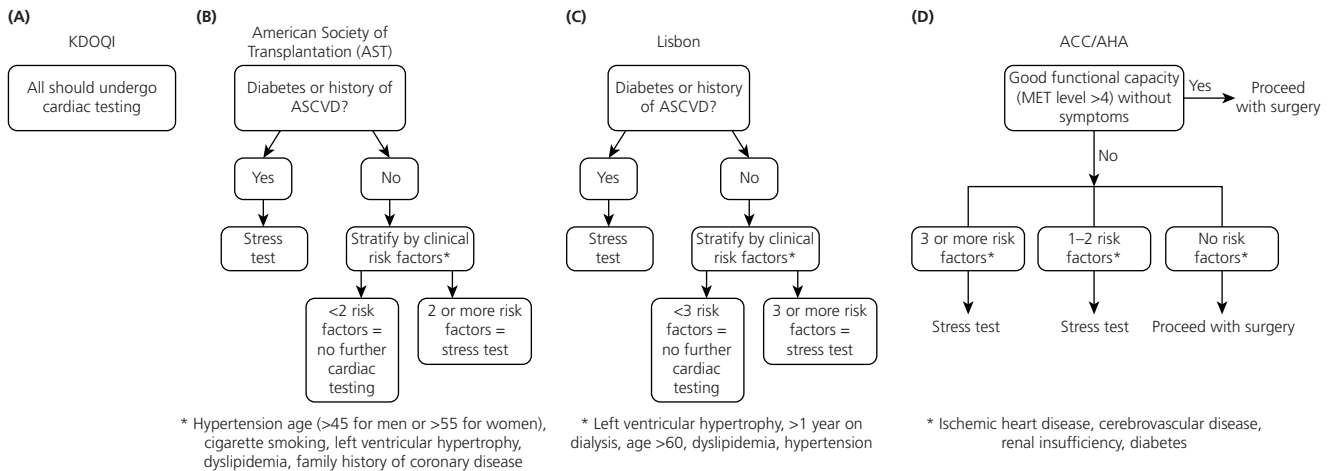 (A)
KDOQI
All should undergo
cardiac testing
(B)
American Society of
Transplantation (AST)
Diabetes or history of
ASCVD?
Yes
No
Stress
test
Stratify by clinical
risk factors*
<2 risk
factors =
no further
cardiac
testing
2 or more risk
factors =
stress test
* Hypertension age (>45 for men or >55 for women),
cigarette smoking, left ventricular hypertrophy,
dyslipidemia, family history of coronary disease
(C)
Lisbon
Diabetes or history
of ASCVD?
Yes
No
Stress
test
Stratify by clinical
risk factors*
<3 risk
factors =
no further
cardiac
testing
3 or more risk
factors =
stress test
* Left ventricular hypertrophy, >1 year on
dialysis, age >60, dyslipidemia, hypertension
(D)
ACC/AHA
Good functional capacity
(MET level >4) without
symptoms
Yes
Proceed
with surgery
No
3 or more risk
factors*
1–2 risk
factors*
No risk
factors*
Stress test
Stress test
Proceed with surgery
* Ischemic heart disease, cerebrovascular disease,
renal insufficiency, diabetes